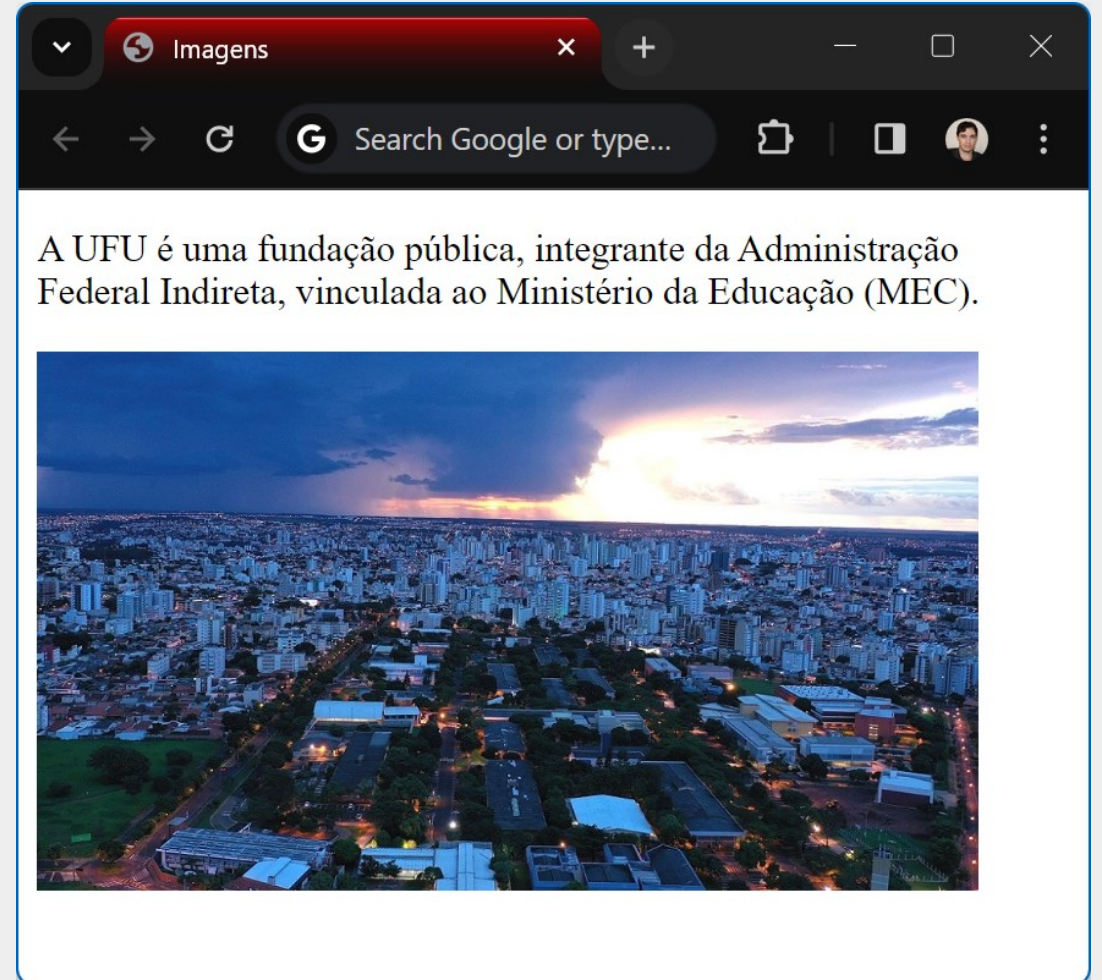 Imagens
Search Google or type...
A UFU é uma fundação pública, integrante da Administração
Federal Indireta, vinculada ao Ministério da Educação (MEC).